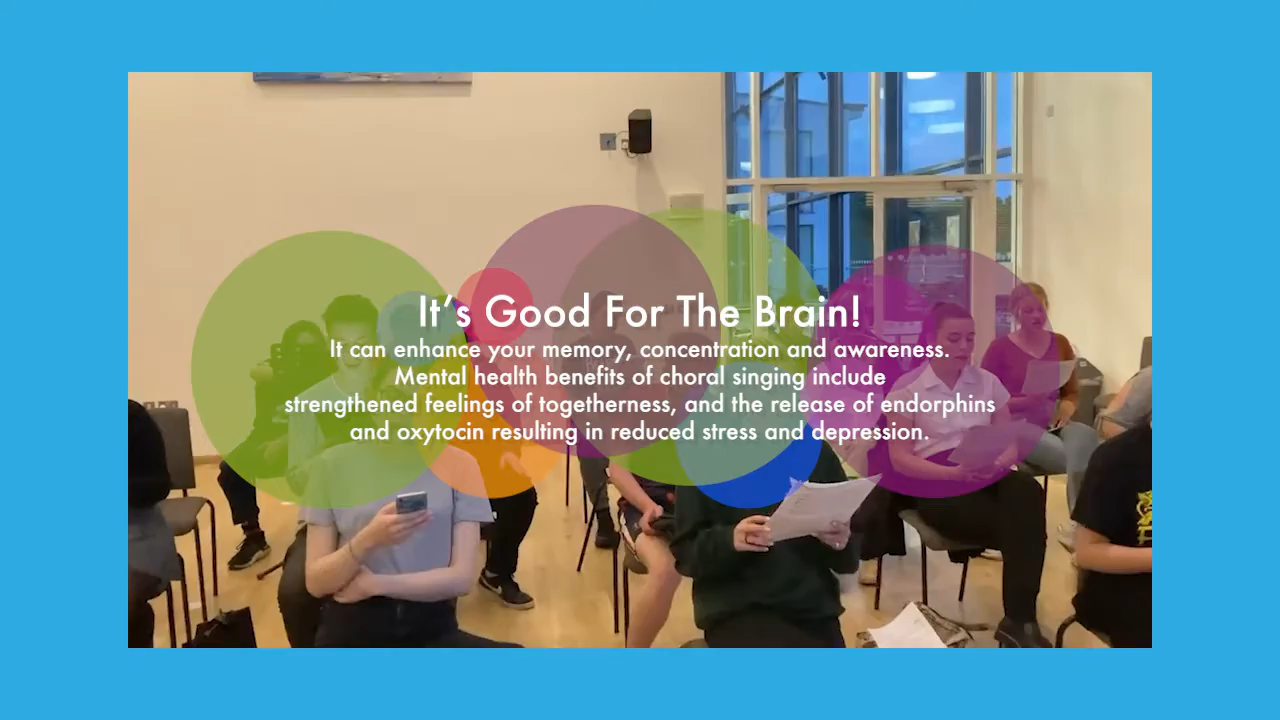 It's Good For The Brain!
It can enhance your memory, concentration and awareness.
Mental health benefits of choral singing include
strengthened feelings of togetherness, and the release of endorphins
and oxytocin resulting in reduced stress and depression.